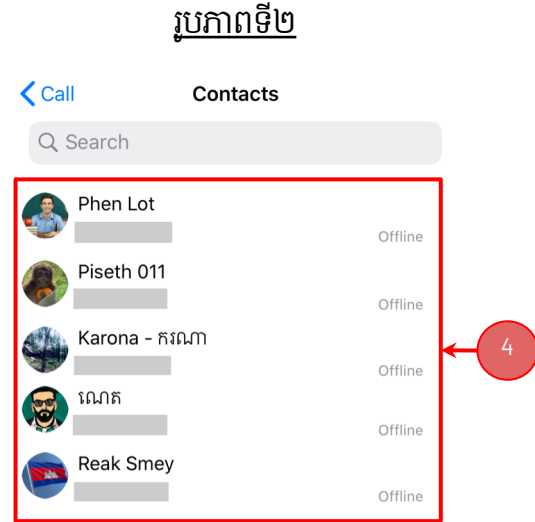 រូបភាពទី២
Call
Contacts
Search
Phen Lot
Offline
Piseth 011
Offline
Karona - ករណា
Offline
ណេត
Offline
Reak Smey
Offline
4